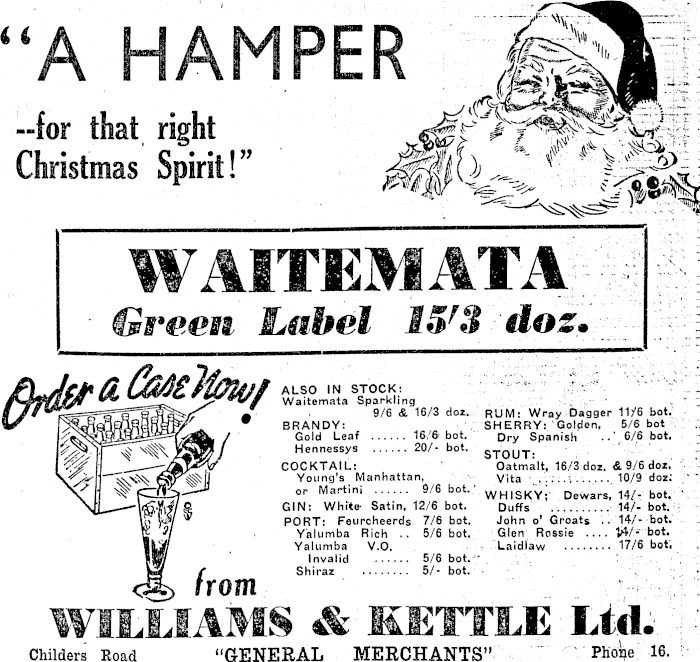 “A HAMPER
--for that right
Christmas Spirit!”
WAITEMATA
Green Label 15'3 doz.
Order a Case Now!
ALSO IN STOCK:
Waitemata Sparkling
9/6 & 16/3 doz.
BRANDY:
Gold Leaf ...... 16/6 bot.
Hennessys ...... 20/- bot.
COCKTAIL:
Young's Manhattan,
or Martini ..... 9/6 bot.
GIN: White Satin, 12/6 bot.
PORT: Feurcheerds 7/6 bot.
Yalumba Rich .. 5/6 bot.
Yalumba V.O.
Invalid ...... 5/6 bot.
Shiraz ........ 5/- bot.
RUM: Wray Dagger 11/6 bot.
SHERRY: Golden, 5/6 bot
Dry Spanish .. 6/6 bot.
STOUT:
Oatmalt, 16/3 doz. & 9/6 doz.
Vita ............ 10/9 doz.
WHISKY; Dewars, 14/- bot.
Duffs .......... 14/- bot.
John o' Groats .. 14/- bot.
Glen Rossie .... 14/- bot.
Laidlaw ........ 17/6 bot.
from
WILLIAMS & KETTLE Ltd.
Childers Road "GENERAL MERCHANTS" Phone 16.